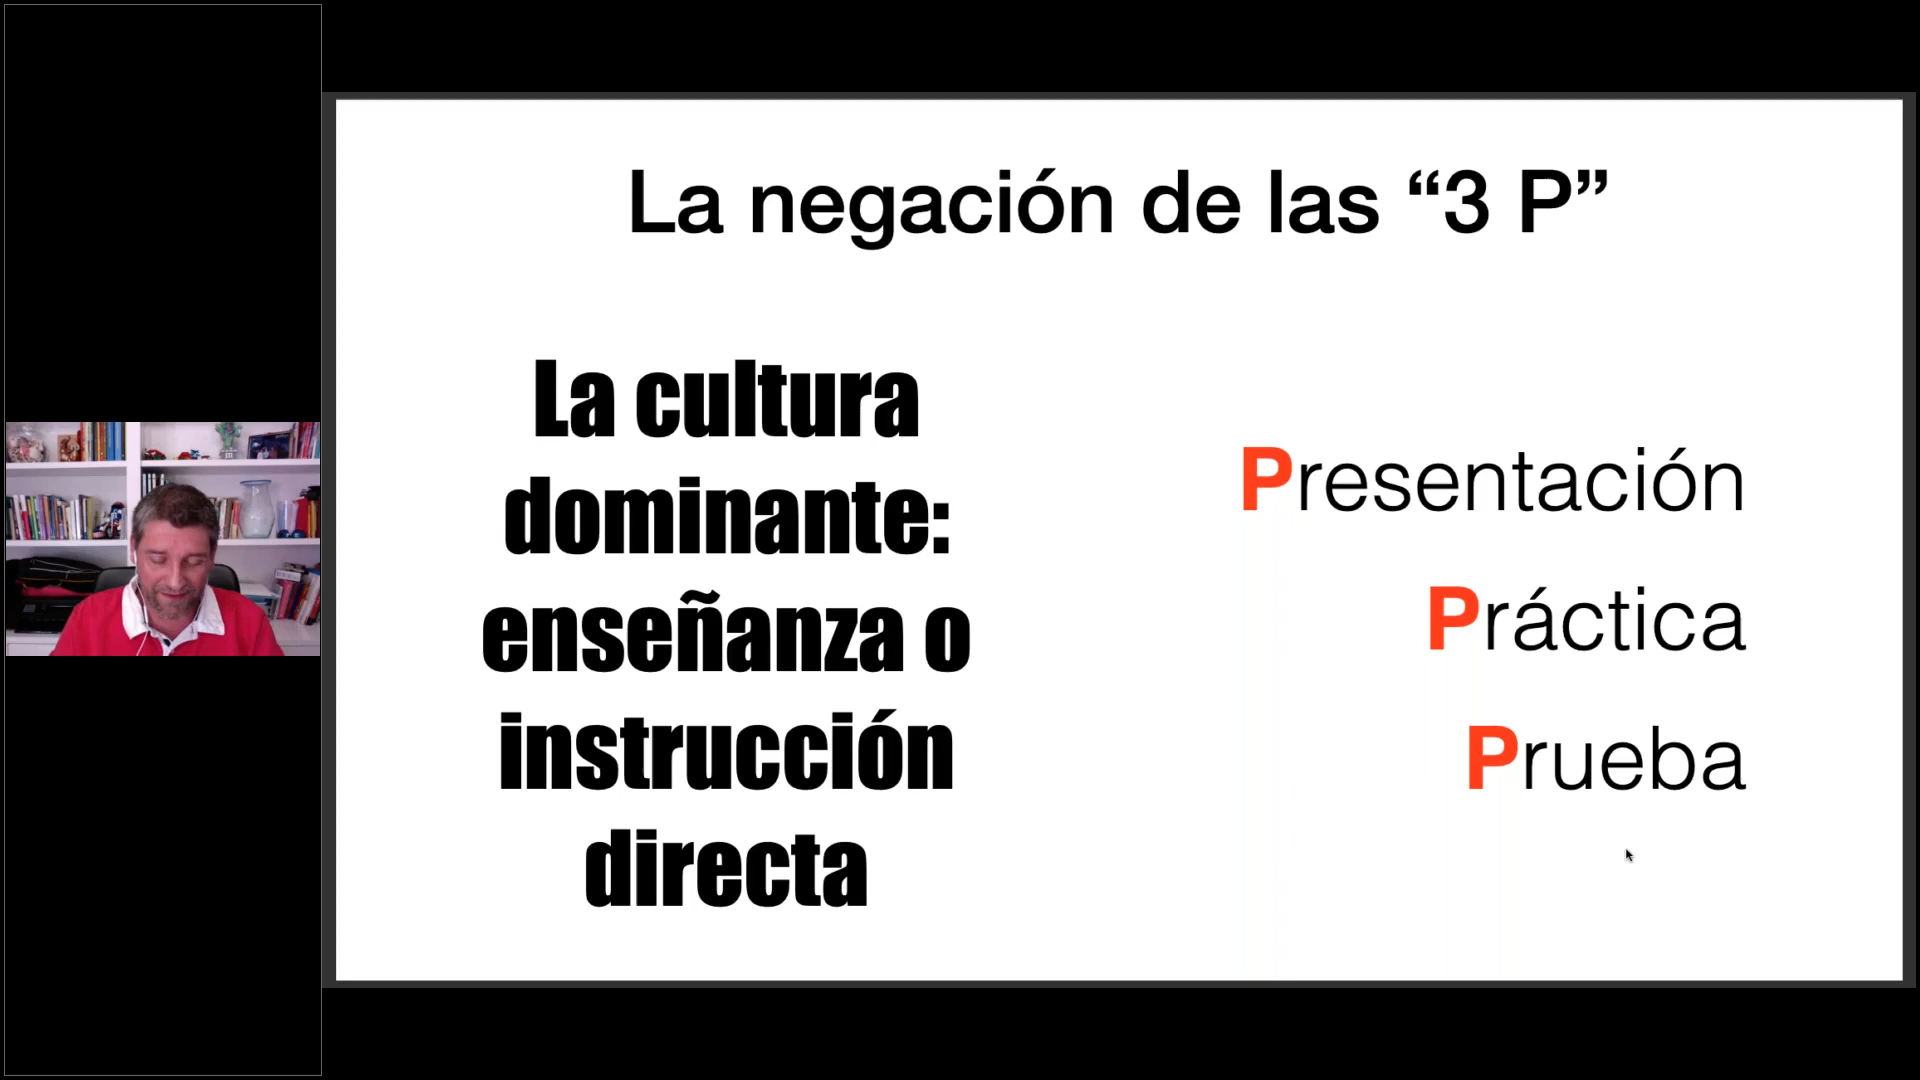 La negación de las “3 P”
La cultura
dominante:
enseñanza o
instrucción
directa
Presentación
Práctica
Prueba